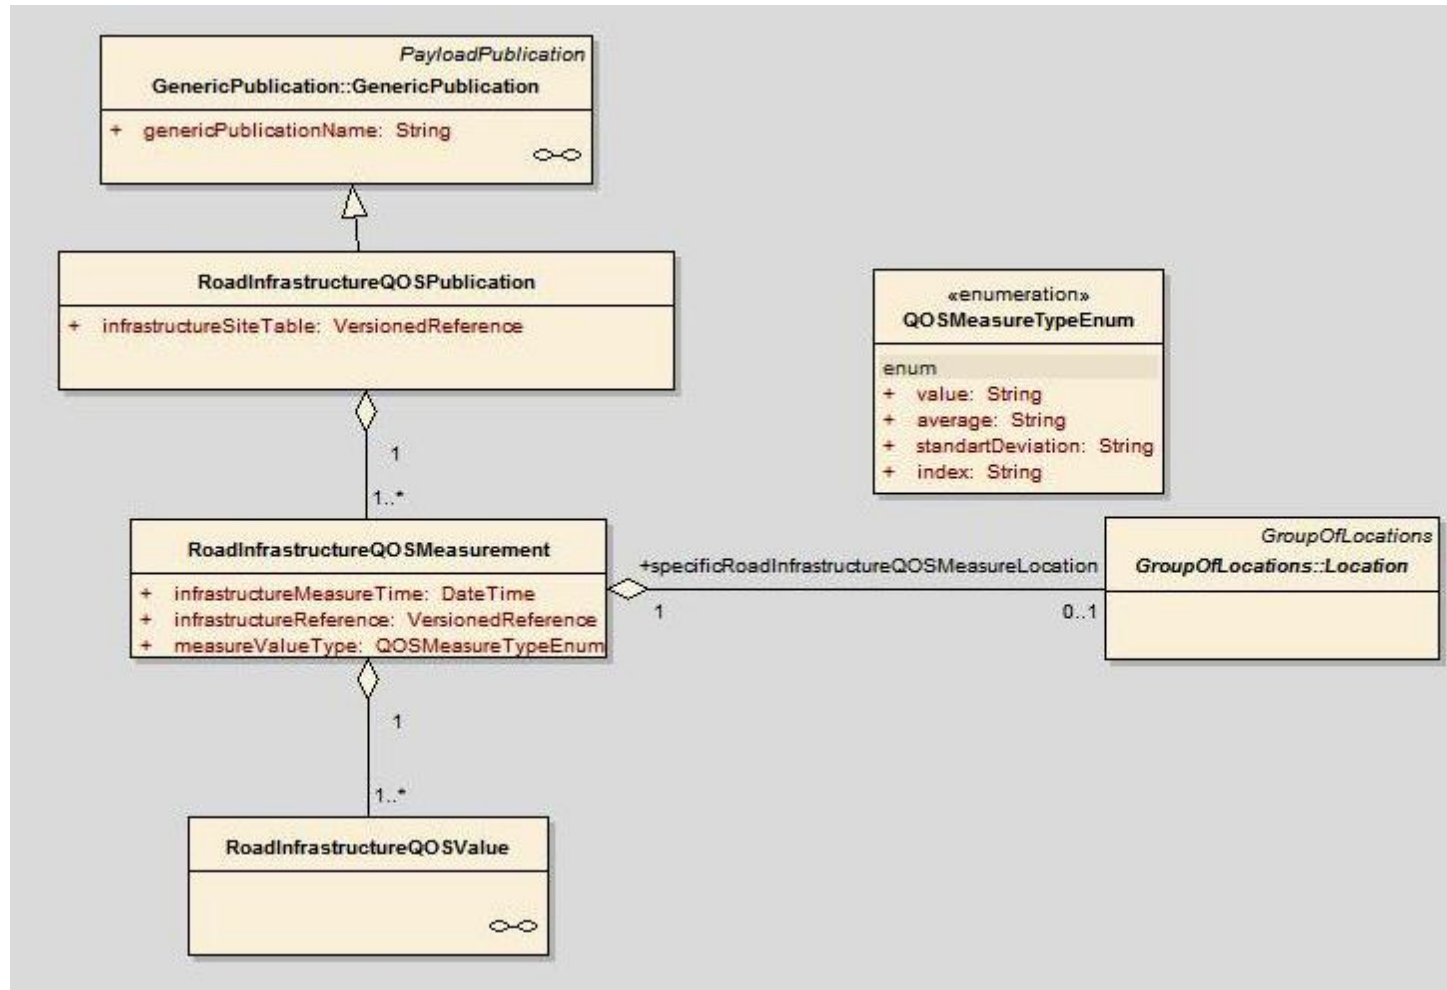 PayloadPublication
GenericPublication::GenericPublication
+ genericPublicationName: String
RoadInfrastructureQOSPublication
+ infrastructureSiteTable: VersionedReference
«enumeration»
QOSMeasureTypeEnum
enum
+ value: String
+ average: String
+ standartDeviation: String
+ index: String
1
1..*
RoadInfrastructureQOSMeasurement
+ infrastructureMeasureTime: DateTime
+ infrastructureReference: VersionedReference
+ measureValueType: QOSMeasureTypeEnum
+specificRoadInfrastructureQOSMeasureLocation
1
0..1
GroupOfLocations
GroupOfLocations::Location
1
1..*
RoadInfrastructureQOSValue